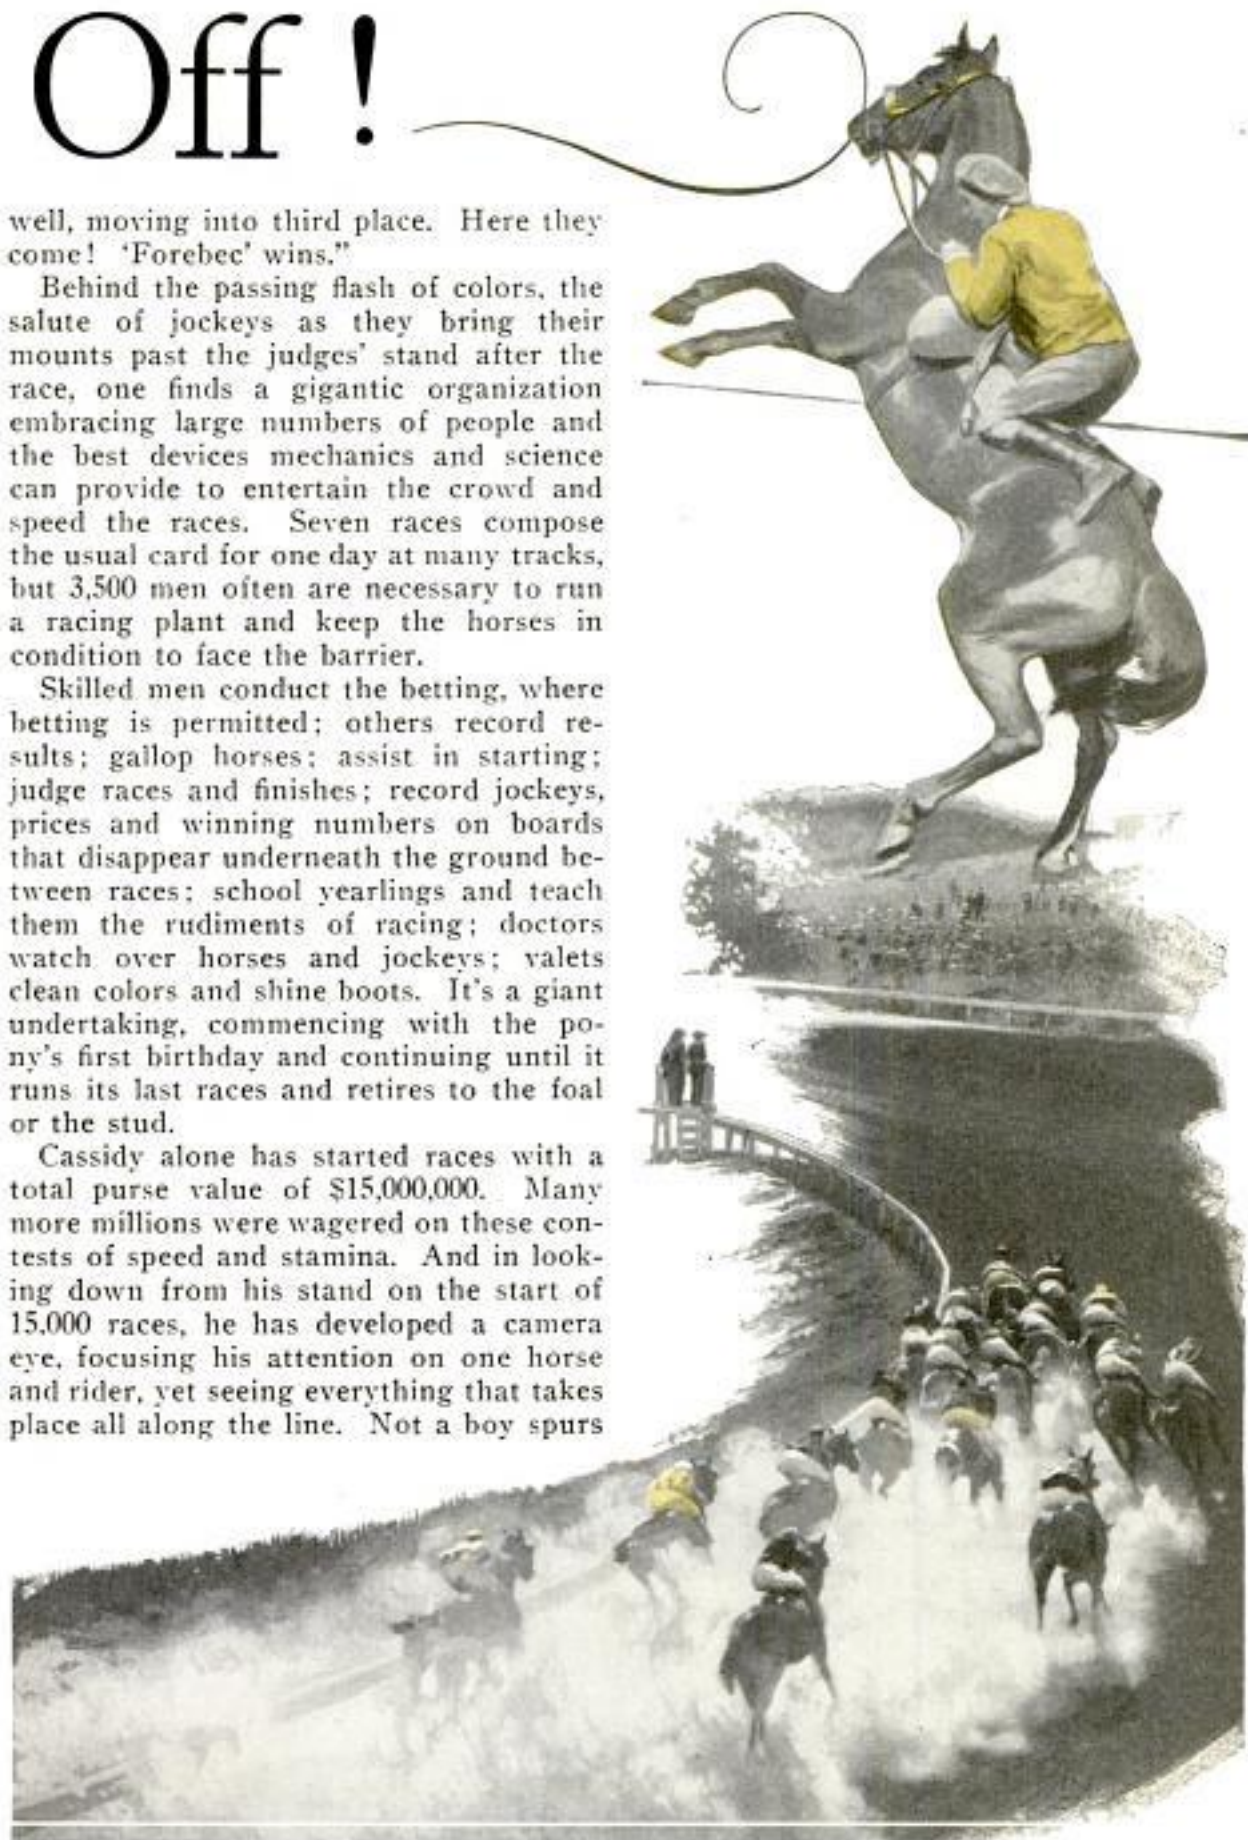 Off !
well, moving into third place. Here they
come! ‘Forebec’ wins.”
Behind the passing flash of colors, the
salute of jockeys as they bring their
mounts past the judges’ stand after the
race, one finds a gigantic organization
embracing large numbers of people and
the best devices mechanics and science
can provide to entertain the crowd and
speed the races. Seven races compose
the usual card for one day at many tracks,
but 3,500 men often are necessary to run
a racing plant and keep the horses in
condition to face the barrier.
Skilled men conduct the betting, where
betting is permitted; others record re-
sults; gallop horses; assist in starting;
judge races and finishes; record jockeys,
prices and winning numbers on boards
that disappear underneath the ground be-
tween races; school yearlings and teach
them the rudiments of racing; doctors
watch over horses and jockeys; valets
clean colors and shine boots. It’s a giant
undertaking, commencing with the po-
ny’s first birthday and continuing until it
runs its last races and retires to the foal
or the stud.
Cassidy alone has started races with a
total purse value of $15,000,000. Many
more millions were wagered on these con-
tests of speed and stamina. And in look-
ing down from his stand on the start of
15,000 races, he has developed a camera
eye, focusing his attention on one horse
and rider, yet seeing everything that takes
place all along the line. Not a boy spurs